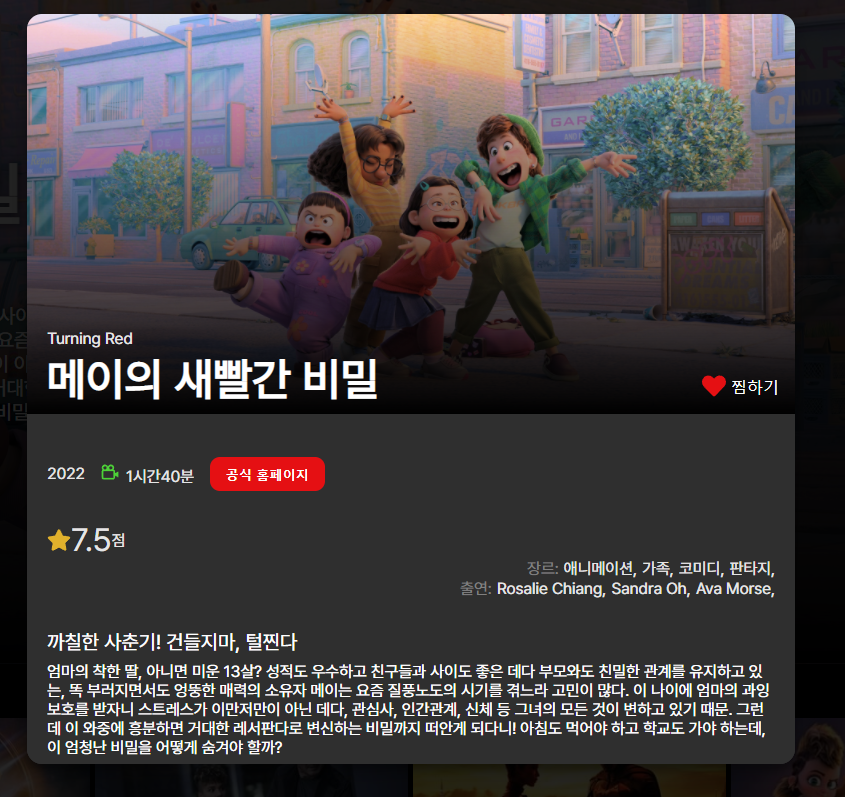 GAR
Turning Red
메이의 새빨간 비밀
찜하기
2022 1시간40분 공식 홈페이지
7.5점
장르: 애니메이션, 가족, 코미디, 판타지,
출연: Rosalie Chiang, Sandra Oh, Ava Morse,
까칠한 사춘기! 건들지마, 털찐다
엄마의 착한 딸, 아니면 미운 13살? 성적도 우수하고 친구들과 사이도 좋은 데다 부모와도 친밀한 관계를 유지하고 있
는, 똑 부러지면서도 엉뚱한 매력의 소유자 메이는 요즘 질풍노도의 시기를 겪느라 고민이 많다. 이 나이에 엄마의 과잉
보호를 받자니 스트레스가 이만저만이 아닌 데다, 관심사, 인간관계, 신체 등 그녀의 모든 것이 변하고 있기 때문. 그런
데 이 와중에 흥분하면 거대한 레서판다로 변신하는 비밀까지 떠안게 되다니! 아침도 먹어야 하고 학교도 가야 하는데,
이 엄청난 비밀을 어떻게 숨겨야 할까?